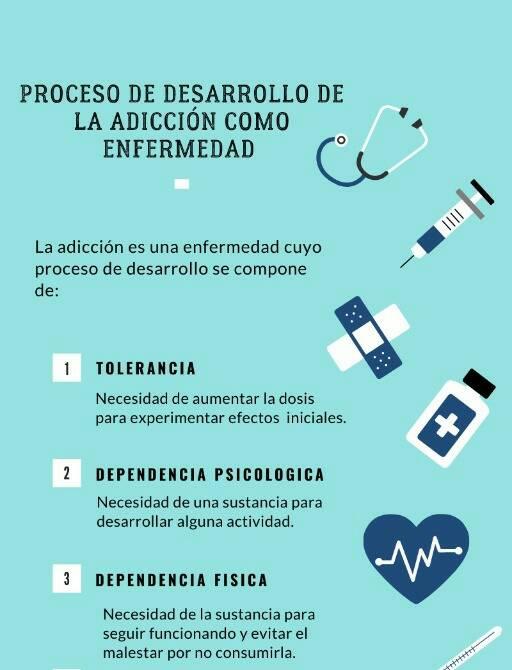 PROCESO DE DESARROLLO DE
LA ADICCIÓN COMO
ENFERMEDAD
La adicción es una enfermedad cuyo
proceso de desarrollo se compone
de:
1 TOLERANCIA
Necesidad de aumentar la dosis
para experimentar efectos iniciales.
2 DEPENDENCIA PSICOLOGICA
Necesidad de una sustancia para
desarrollar alguna actividad.
3 DEPENDENCIA FISICA
Necesidad de la sustancia para
seguir funcionando y evitar el
malestar por no consumirla.